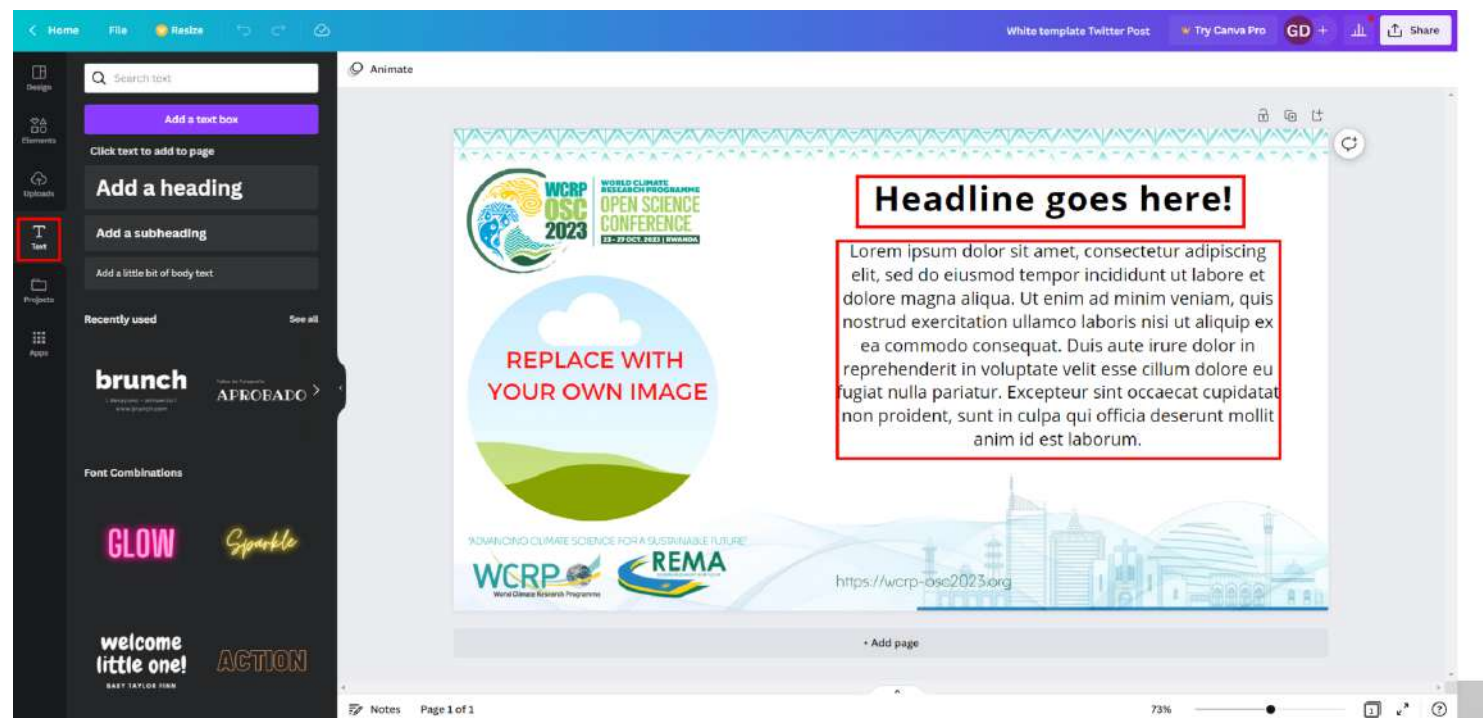 Home File Resize
White template Twitter Post Try Canva Pro GD + Share
Design
Elements
Uploads
Text
Projects
Apps
Search text
Add a text box
Click text to add to page
Add a heading
Add a subheading
Add a little bit of body text
Recently used See all
brunch
www.brunch.com
APROBADO
Font Combinations
GLOW
Sparkle
welcome
little one!
BABY TAYLOR FINN
ACTION
Animate
WCRP
OSC
2023
WORLD CLIMATE
RESEARCH PROGRAMME
OPEN SCIENCE
CONFERENCE
23 - 27 OCT. 2023 | RWANDA
REPLACE WITH
YOUR OWN IMAGE
Headline goes here!
Lorem ipsum dolor sit amet, consectetur adipiscing
elit, sed do eiusmod tempor incididunt ut labore et
dolore magna aliqua. Ut enim ad minim veniam, quis
nostrud exercitation ullamco laboris nisi ut aliquip ex
ea commodo consequat. Duis aute irure dolor in
reprehenderit in voluptate velit esse cillum dolore eu
fugiat nulla pariatur. Excepteur sint occaecat cupidatat
non proident, sunt in culpa qui officia deserunt mollit
anim id est laborum.
"ADVANCING CLIMATE SCIENCE FOR A SUSTAINABLE FUTURE"
WCRP
World Climate Research Programme
REMA
https://wcrp-osc2023.org
+ Add page
Notes Page 1 of 1
73%
1